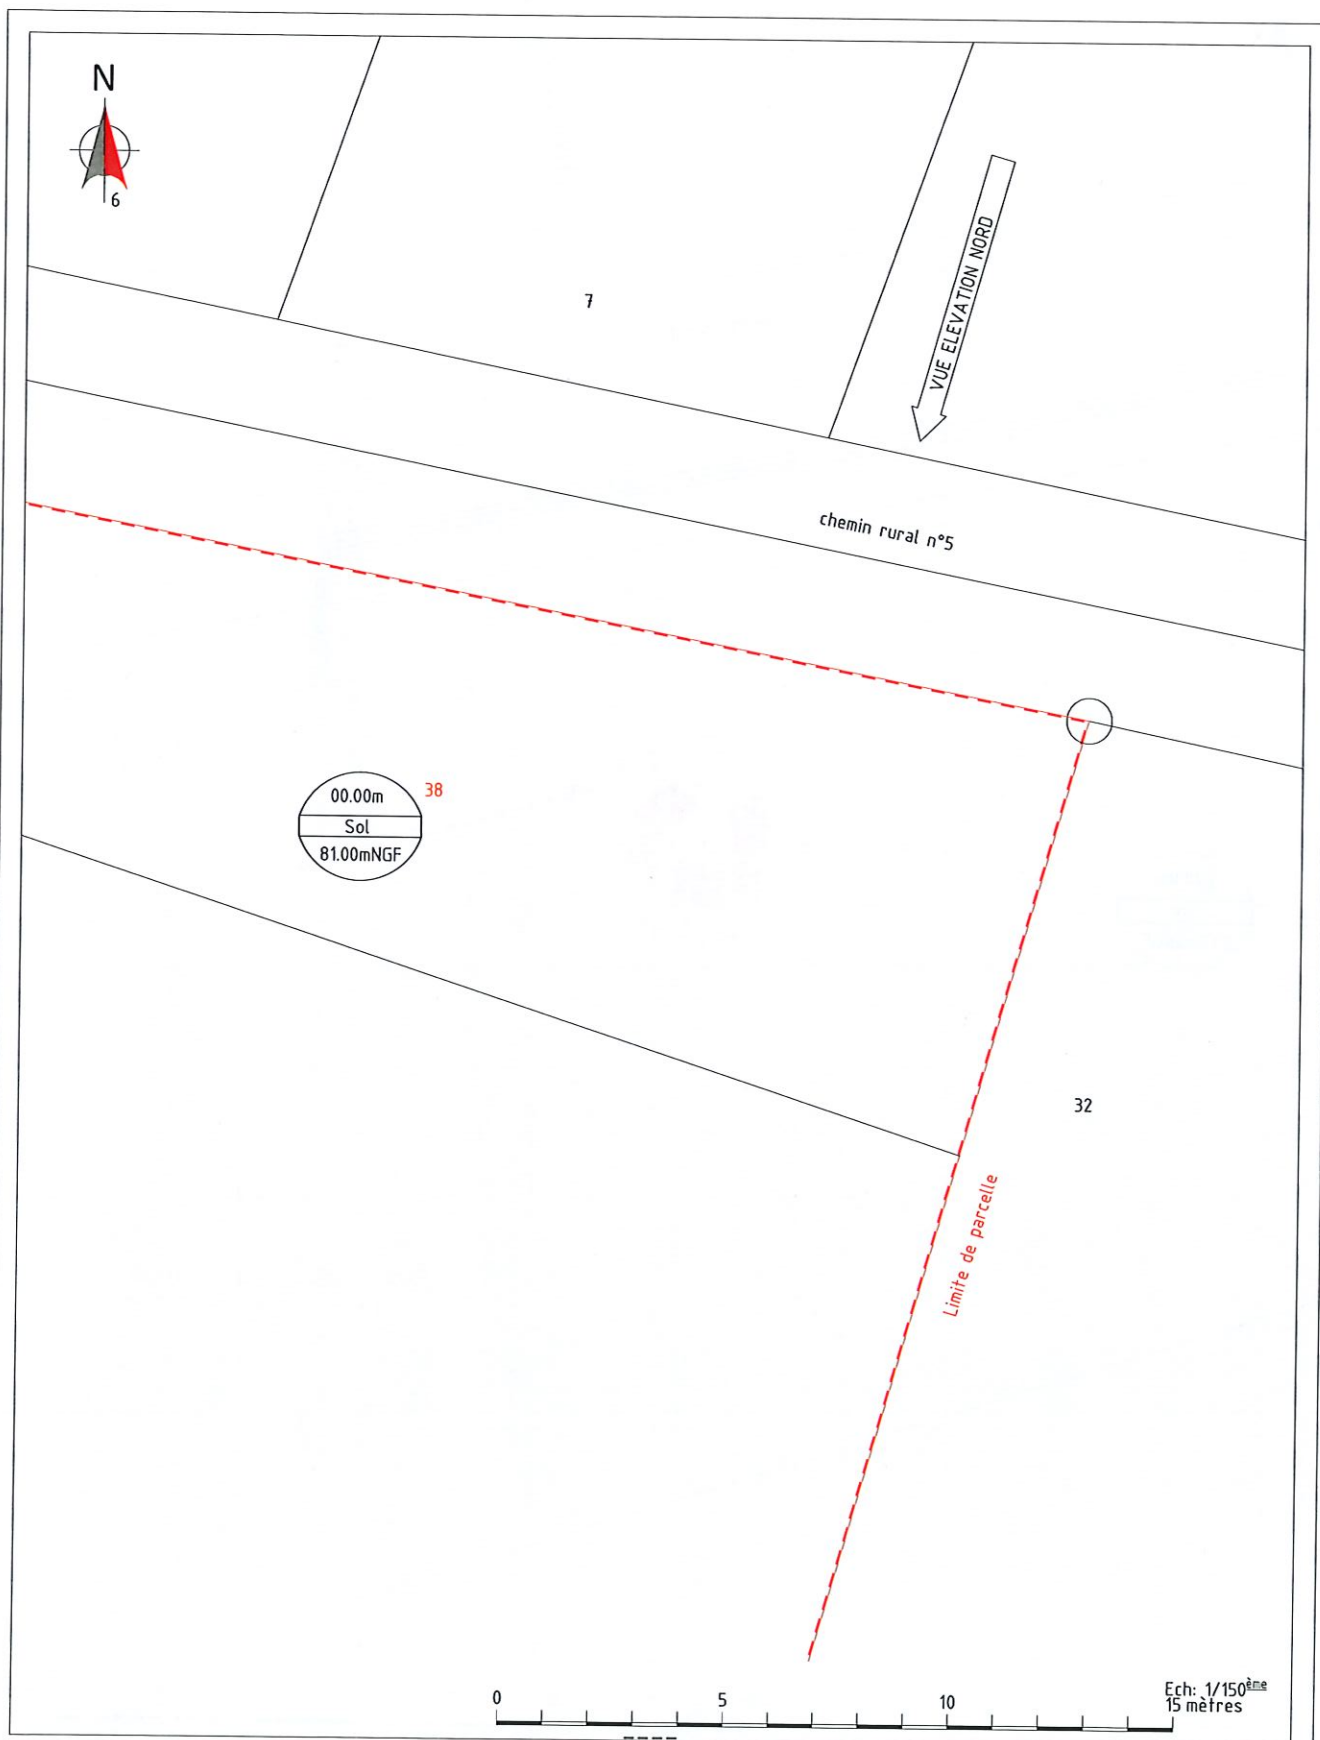 N
6
7
VUE ELEVATION NORD
chemin rural n°5
00.00m
38
Sol
81.00mNGF
32
Limite de parcelle
0 5 10
Ech: 1/150ème
15 mètres